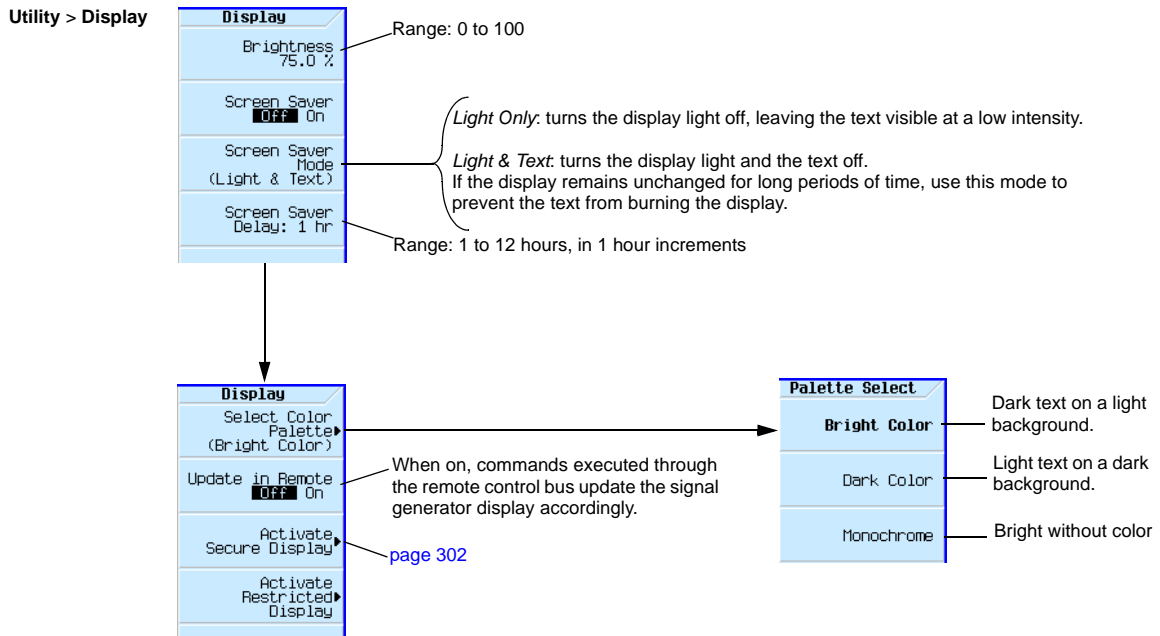 Utility > Display
Display
Brightness
75.0 %
Range: 0 to 100
Screen Saver
Off On
Screen Saver
Mode
(Light & Text)
Light Only: turns the display light off, leaving the text visible at a low intensity.
Light & Text: turns the display light and the text off.
If the display remains unchanged for long periods of time, use this mode to
prevent the text from burning the display.
Screen Saver
Delay: 1 hr
Range: 1 to 12 hours, in 1 hour increments
Display
Select Color
Palette
(Bright Color)
Update in Remote
Off On
When on, commands executed through
the remote control bus update the signal
generator display accordingly.
Activate
Secure Display
page 302
Activate
Restricted
Display
Palette Select
Bright Color
Dark text on a light
background.
Dark Color
Light text on a dark
background.
Monochrome
Bright without color